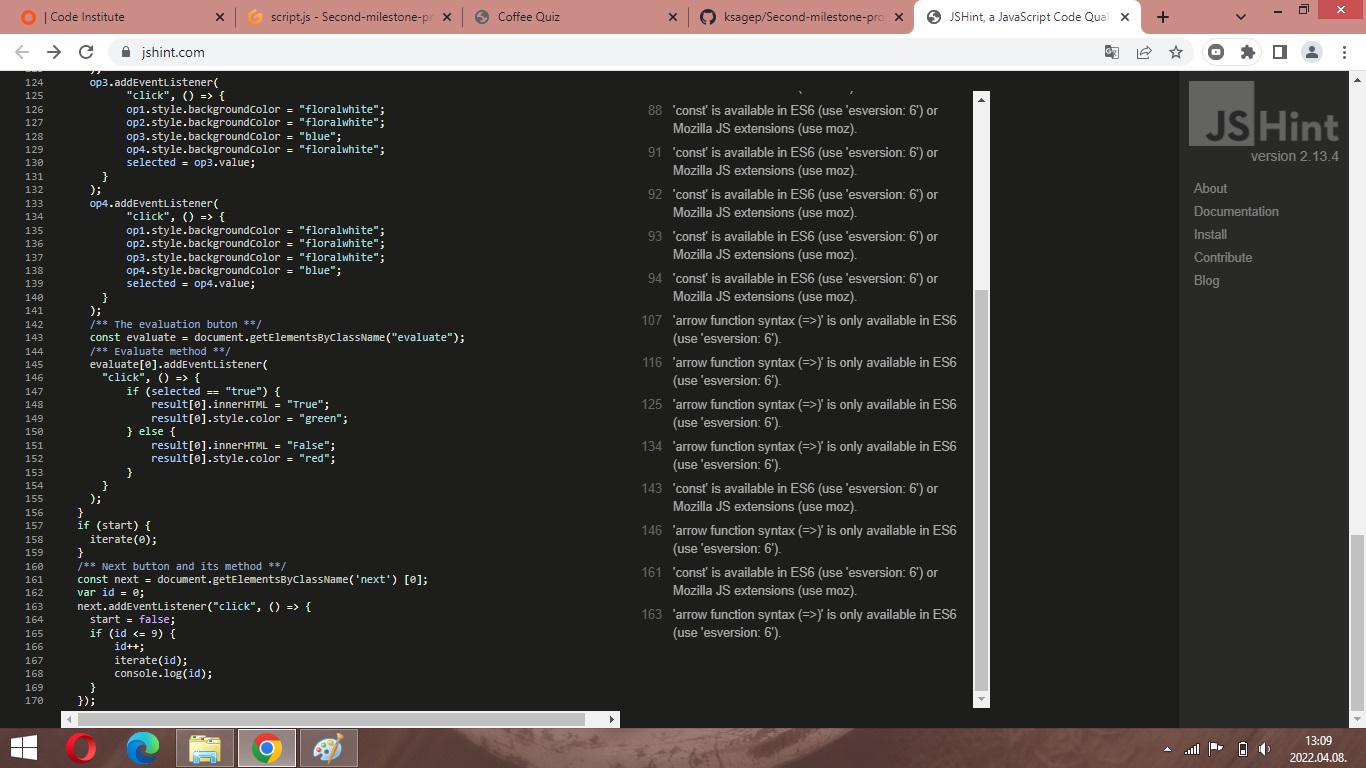 | Code Institute
script.js - Second-milestone-pr
Coffee Quiz
ksagep/Second-milestone-pro
JSHint, a JavaScript Code Qual
jshint.com
124 op3.addEventListener(
125 "click", () => {
126 op1.style.backgroundColor = "floralwhite";
127 op2.style.backgroundColor = "floralwhite";
128 op3.style.backgroundColor = "blue";
129 op4.style.backgroundColor = "floralwhite";
130 selected = op3.value;
131 }
132 );
133 op4.addEventListener(
134 "click", () => {
135 op1.style.backgroundColor = "floralwhite";
136 op2.style.backgroundColor = "floralwhite";
137 op3.style.backgroundColor = "floralwhite";
138 op4.style.backgroundColor = "blue";
139 selected = op4.value;
140 }
141 );
142 /** The evaluation buton **/
143 const evaluate = document.getElementsByClassName("evaluate");
144 /** Evaluate method **/
145 evaluate[0].addEventListener(
146 "click", () => {
147 if (selected == "true") {
148 result[0].innerHTML = "True";
149 result[0].style.color = "green";
150 } else {
151 result[0].innerHTML = "False";
152 result[0].style.color = "red";
153 }
154 }
155 );
156 }
157 if (start) {
158 iterate(0);
159 }
160 /** Next button and its method **/
161 const next = document.getElementsByClassName('next') [0];
162 var id = 0;
163 next.addEventListener("click", () => {
164 start = false;
165 if (id <= 9) {
166 id++;
167 iterate(id);
168 console.log(id);
169 }
170 });
88 'const' is available in ES6 (use 'esversion: 6') or
Mozilla JS extensions (use moz).
91 'const' is available in ES6 (use 'esversion: 6') or
Mozilla JS extensions (use moz).
92 'const' is available in ES6 (use 'esversion: 6') or
Mozilla JS extensions (use moz).
93 'const' is available in ES6 (use 'esversion: 6') or
Mozilla JS extensions (use moz).
94 'const' is available in ES6 (use 'esversion: 6') or
Mozilla JS extensions (use moz).
107 'arrow function syntax (=>)' is only available in ES6
(use 'esversion: 6').
116 'arrow function syntax (=>)' is only available in ES6
(use 'esversion: 6').
125 'arrow function syntax (=>)' is only available in ES6
(use 'esversion: 6').
134 'arrow function syntax (=>)' is only available in ES6
(use 'esversion: 6').
143 'const' is available in ES6 (use 'esversion: 6') or
Mozilla JS extensions (use moz).
146 'arrow function syntax (=>)' is only available in ES6
(use 'esversion: 6').
161 'const' is available in ES6 (use 'esversion: 6') or
Mozilla JS extensions (use moz).
163 'arrow function syntax (=>)' is only available in ES6
(use 'esversion: 6').
JSHint
version 2.13.4
About
Documentation
Install
Contribute
Blog
13:09
2022.04.08.